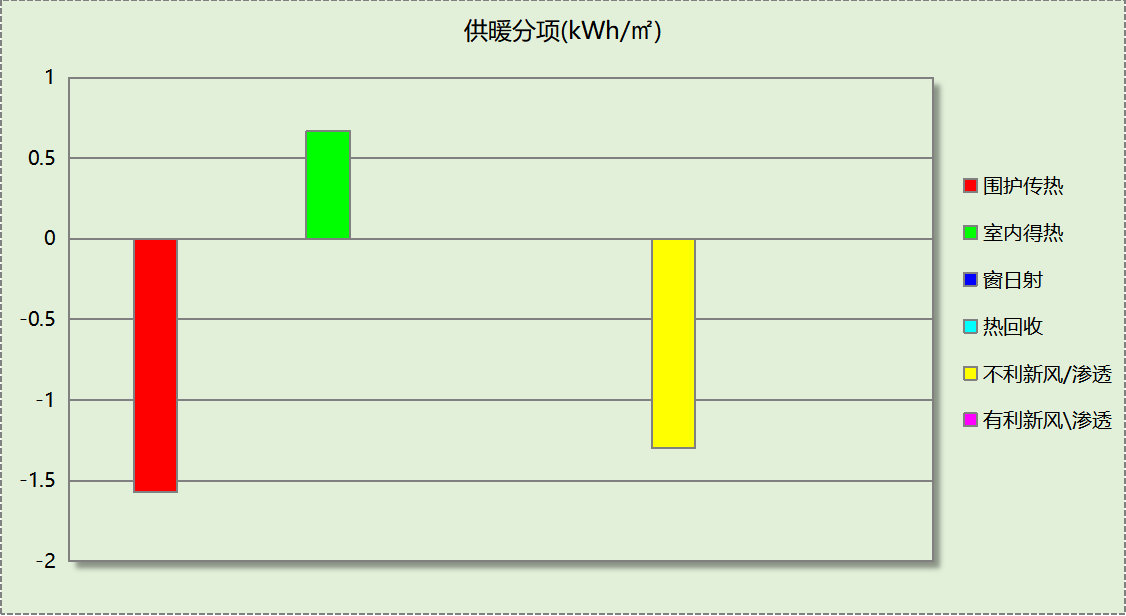 供暖分项(kWh/㎡)
1
0.5
0
-0.5
-1
-1.5
-2
围护传热
室内得热
窗日射
热回收
不利新风/渗透
有利新风\渗透